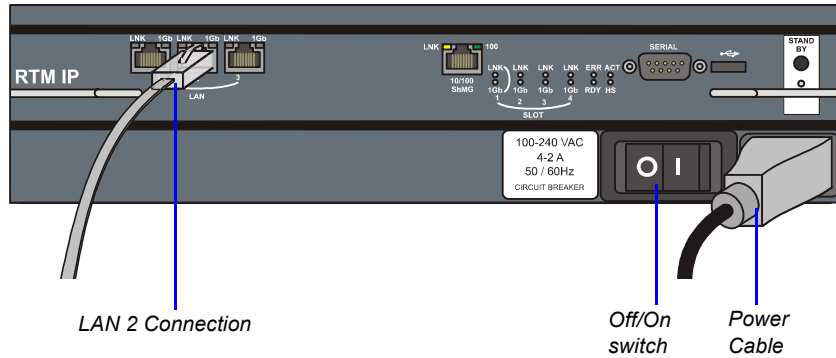 LNK 1Gb LNK 1Gb LNK 1Gb
RTM IP
3
LAN
LNK 100
10/100
ShMG
LNK LNK LNK LNK ERR ACT
1Gb 1Gb 1Gb 1Gb RDY HS
1 2 3 4
SLOT
SERIAL
STAND
BY
100-240 VAC
4-2 A
50 / 60Hz
CIRCUIT BREAKER
O I
LAN 2 Connection
Off/On
switch
Power
Cable